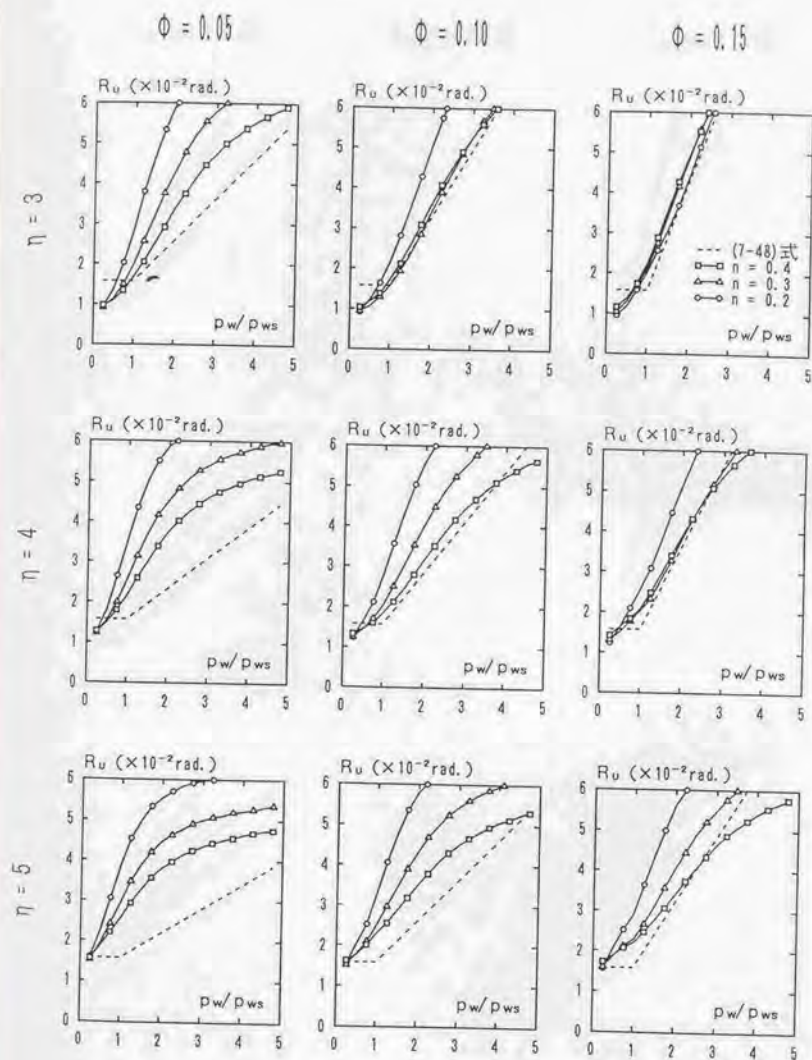 Φ = 0.05 Φ = 0.10 Φ = 0.15
η = 3
Ru (×10⁻²rad.) Ru (×10⁻²rad.) Ru (×10⁻²rad.)
6 6 6
5 5 5
4 4 4
3 3 3
2 2 2
1 1 1
0 0 0
(7-48)式
n = 0.4
n = 0.3
n = 0.2
pw/pws pw/pws pw/pws
0 1 2 3 4 5 0 1 2 3 4 5 0 1 2 3 4 5
η = 4
Ru (×10⁻²rad.) Ru (×10⁻²rad.) Ru (×10⁻²rad.)
6 6 6
5 5 5
4 4 4
3 3 3
2 2 2
1 1 1
0 0 0
pw/pws pw/pws pw/pws
0 1 2 3 4 5 0 1 2 3 4 5 0 1 2 3 4 5
η = 5
Ru (×10⁻²rad.) Ru (×10⁻²rad.) Ru (×10⁻²rad.)
6 6 6
5 5 5
4 4 4
3 3 3
2 2 2
1 1 1
0 0 0
pw/pws pw/pws pw/pws
0 1 2 3 4 5 0 1 2 3 4 5 0 1 2 3 4 5